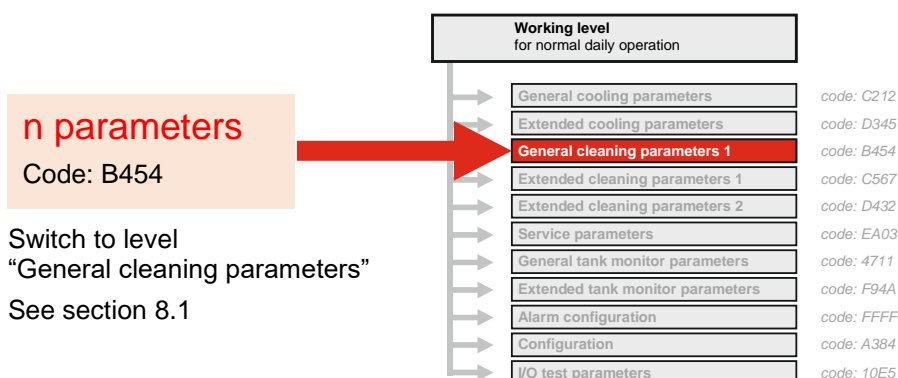 Working level
for normal daily operation
n parameters
Code: B454
Switch to level
“General cleaning parameters”
See section 8.1
General cooling parameters code: C212
Extended cooling parameters code: D345
General cleaning parameters 1 code: B454
Extended cleaning parameters 1 code: C567
Extended cleaning parameters 2 code: D432
Service parameters code: EA03
General tank monitor parameters code: 4711
Extended tank monitor parameters code: F94A
Alarm configuration code: FFFF
Configuration code: A384
I/O test parameters code: 10E5